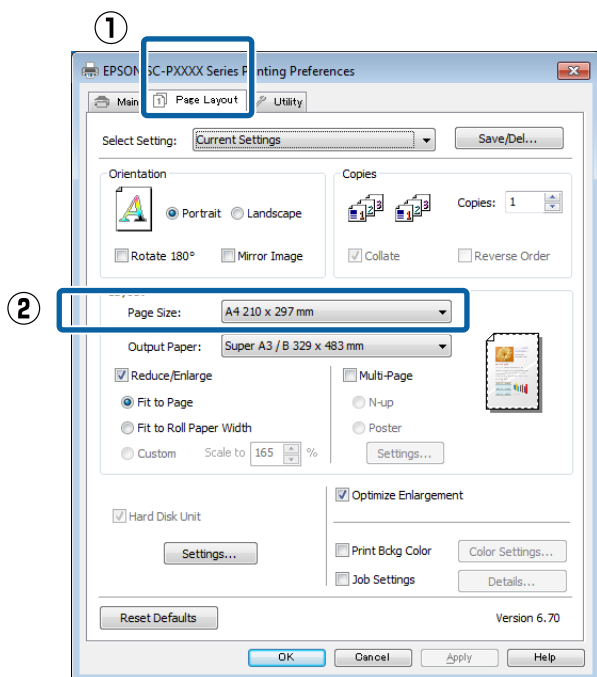 ①
EPSON SC-PXXXX Series Printing Preferences
Main Page Layout Utility
Select Setting: Current Settings Save/Del...
Orientation Copies
Portrait Landscape Copies: 1
Rotate 180° Mirror Image Collate Reverse Order
②
Page Size: A4 210 x 297 mm
Output Paper: Super A3 / B 329 x 483 mm
Reduce/Enlarge Multi-Page
Fit to Page N-up
Fit to Roll Paper Width Poster
Custom Scale to 165 % Settings...
Optimize Enlargement
Hard Disk Unit
Settings... Print Bckg Color Color Settings...
Job Settings Details...
Reset Defaults Version 6.70
OK Cancel Apply Help